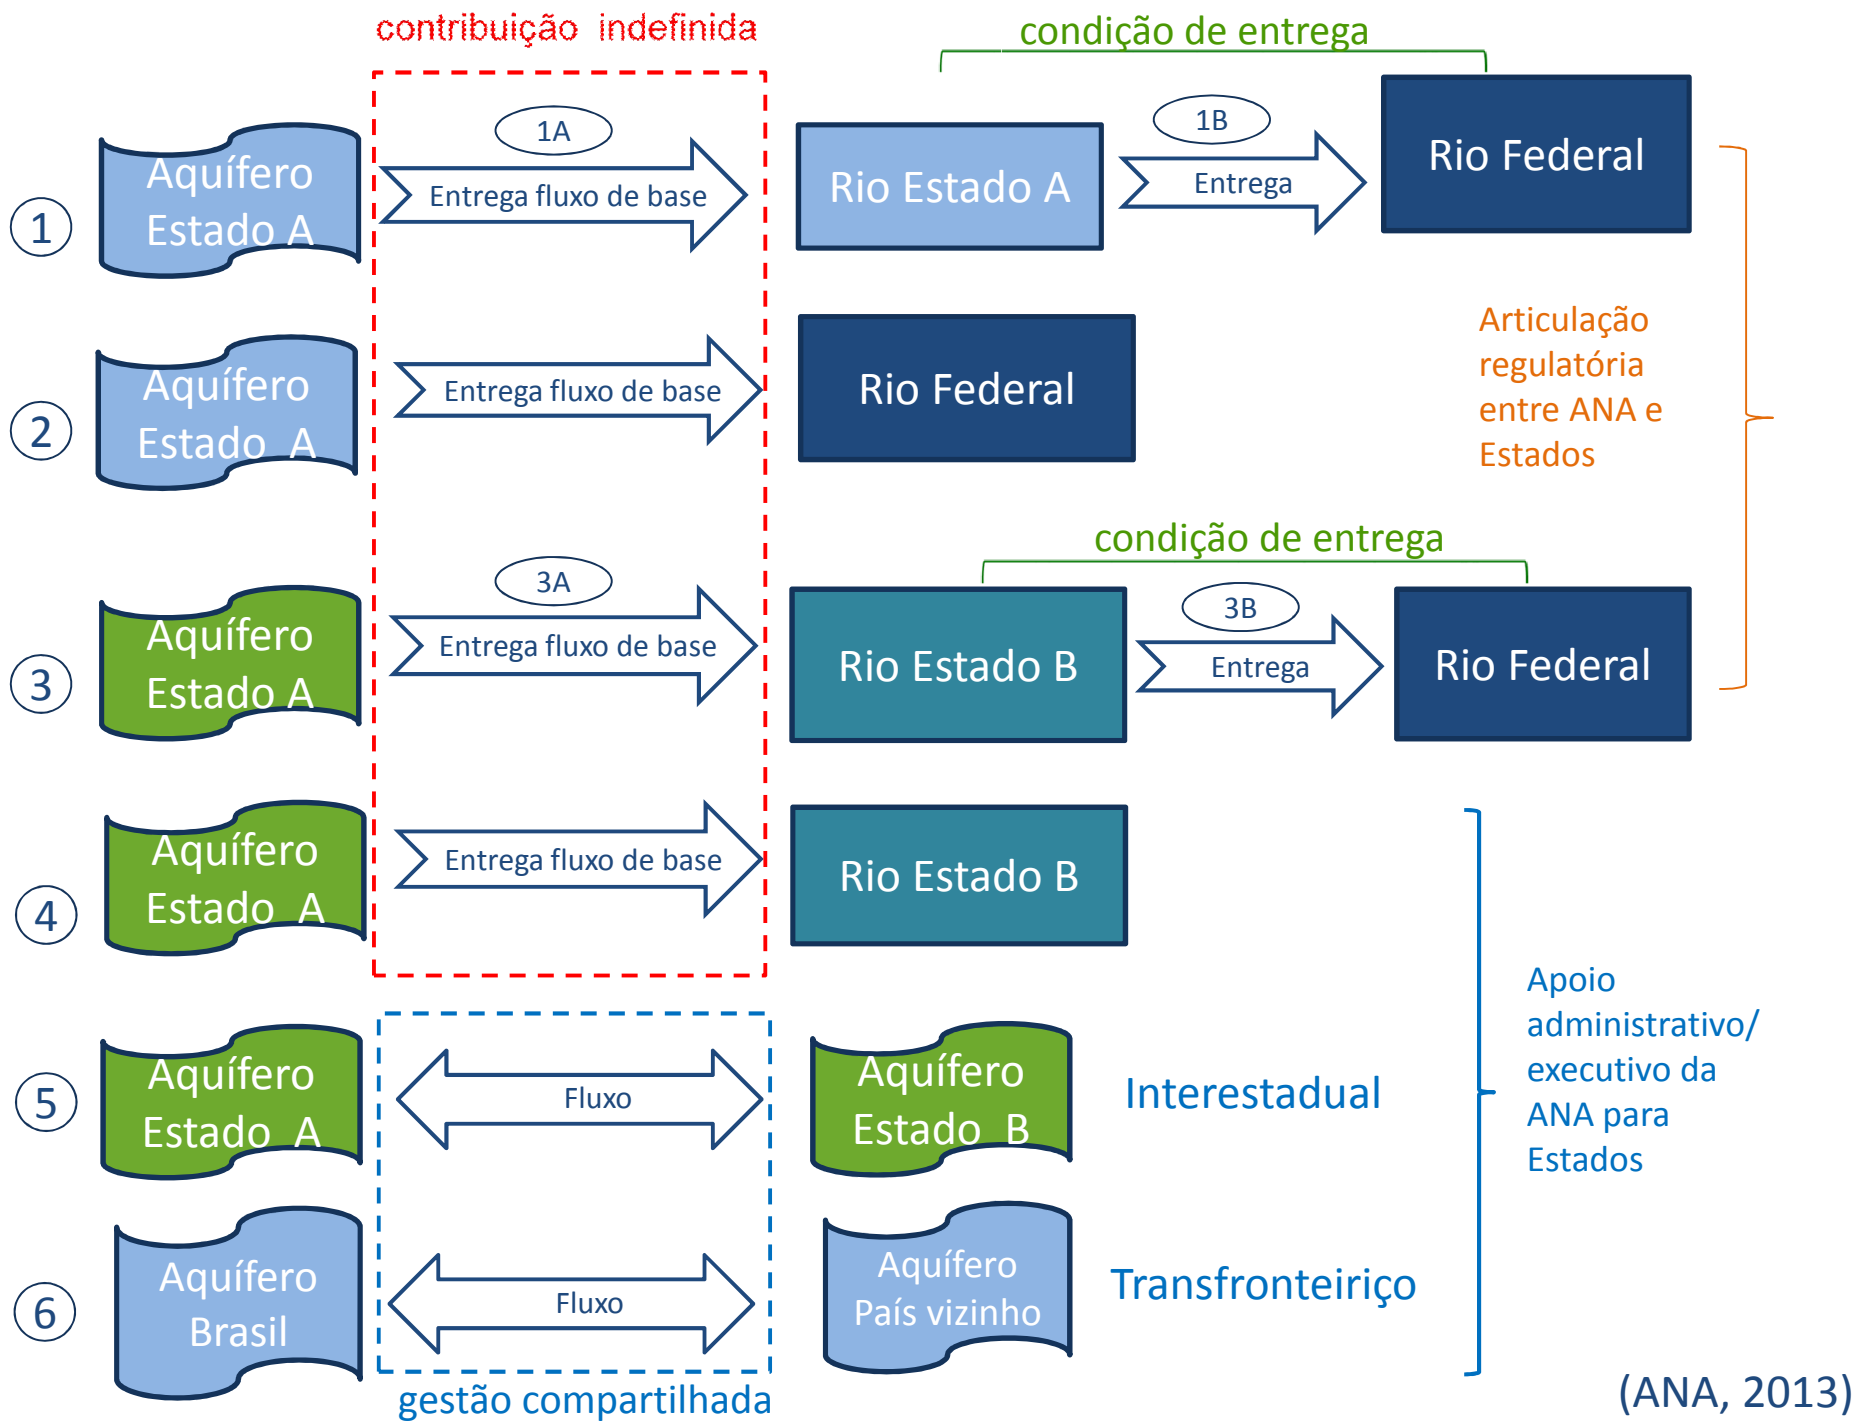 contribuição indefinida
condição de entrega
1
Aquífero
Estado A
1A
Entrega fluxo de base
Rio Estado A
1B
Entrega
Rio Federal
2
Aquífero
Estado A
Entrega fluxo de base
Rio Federal
Articulação
regulatória
entre ANA e
Estados
condição de entrega
3
Aquífero
Estado A
3A
Entrega fluxo de base
Rio Estado B
3B
Entrega
Rio Federal
4
Aquífero
Estado A
Entrega fluxo de base
Rio Estado B
5
Aquífero
Estado A
Fluxo
Aquífero
Estado B
Interestadual
Apoio
administrativo/
executivo da
ANA para
Estados
6
Aquífero
Brasil
Fluxo
Aquífero
País vizinho
Transfronteiriço
gestão compartilhada
(ANA, 2013)